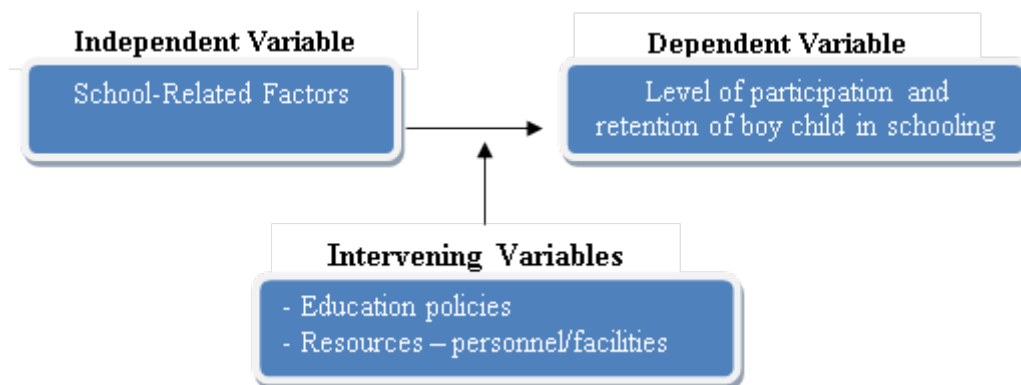 Independent Variable
School-Related Factors
Dependent Variable
Level of participation and
retention of boy child in schooling
Intervening Variables
- Education policies
- Resources – personnel/facilities